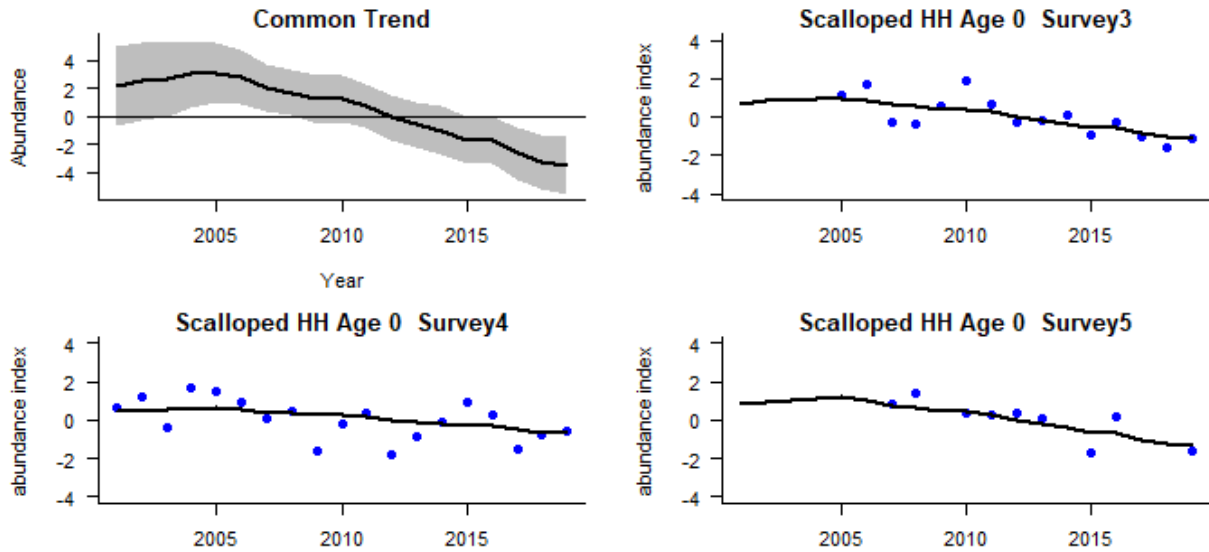 Common Trend
Abundance
4
2
0
-2
-4
2005 2010 2015
Year
Scalloped HH Age 0 Survey3
abundance index
4
2
0
-2
-4
2005 2010 2015
Scalloped HH Age 0 Survey4
abundance index
4
2
0
-2
-4
2005 2010 2015
Scalloped HH Age 0 Survey5
abundance index
4
2
0
-2
-4
2005 2010 2015